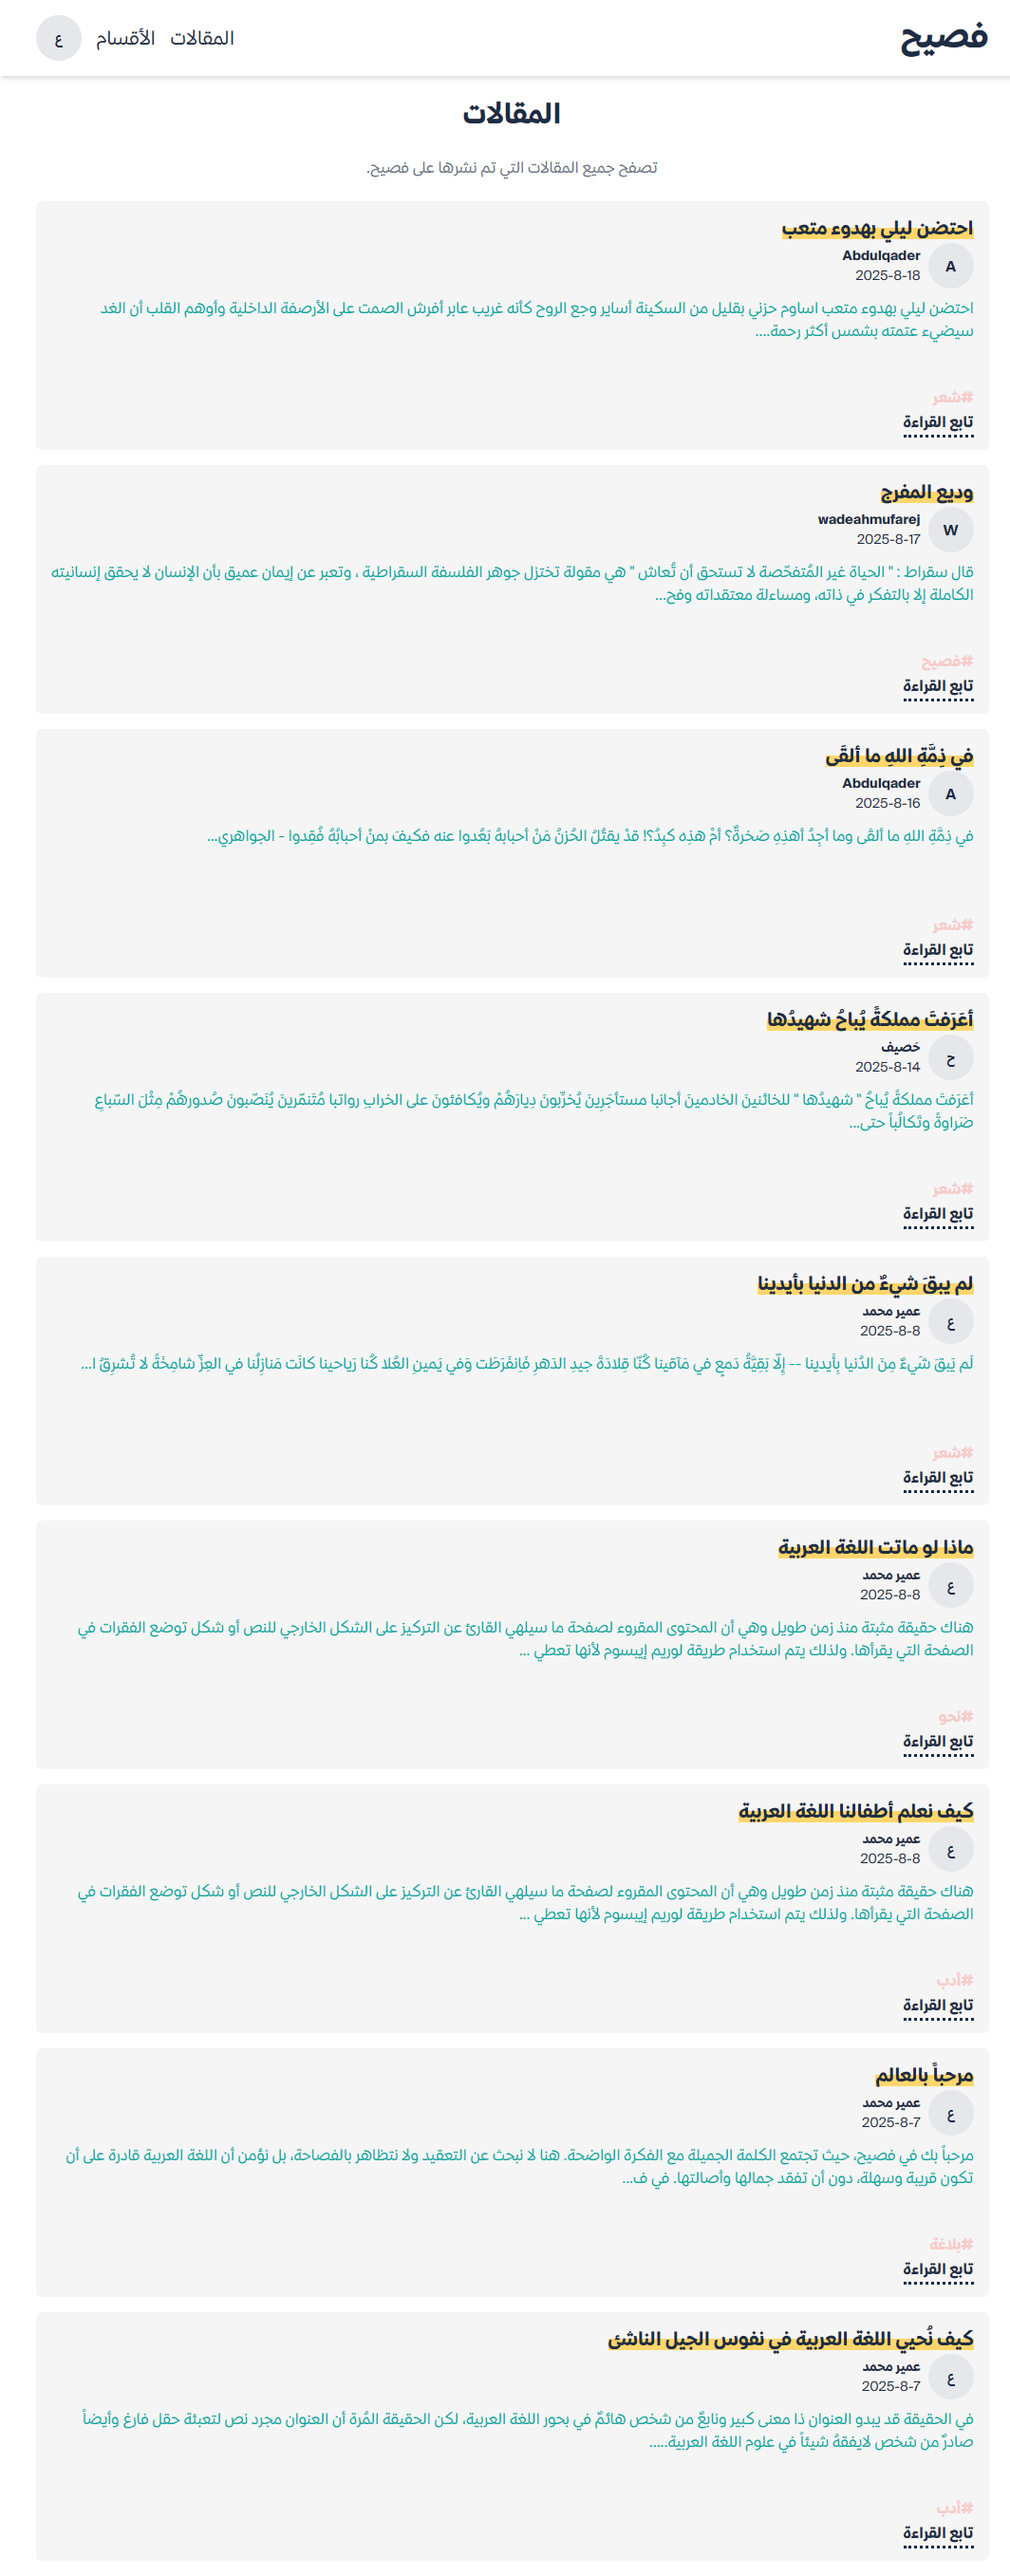 فصيح
المقالات
الأقسام
ع
المقالات
تصفح جميع المقالات التي تم نشرها على فصيح.
احتضن ليلي بهدوء متعب
A
Abdulqader
2025-8-18
احتضن ليلي بهدوء متعب اساوم حزني بقليل من السكينة أساير وجع الروح كأنه غريب عابر أفرش الصمت على الأرصفة الداخلية وأوهم القلب أن الغد
سيضيء عتمته بشمس أكثر رحمة....
#شعر
تابع القراءة
وديع المفرج
W
wadeahmufarej
2025-8-17
قال سقراط : " الحياة غير المُتفحّصة لا تستحق أن تُعاش " هي مقولة تختزل جوهر الفلسفة السقراطية ، وتعبر عن إيمان عميق بأن الإنسان لا يحقق إنسانيته
الكاملة إلا بالتفكر في ذاته، ومساءلة معتقداته وفح...
#فصيح
تابع القراءة
في ذِمَّةِ اللهِ ما ألقَى
A
Abdulqader
2025-8-16
في ذِمَّةِ اللهِ ما ألقَى وما أجِدُ أهذِهِ صَخرةٌ؟ أمْ هذِه كبِدُ؟! قدْ يقتُلُ الحُزنُ مَنْ أحبابهُ بَعُدوا عنه فكيفَ بمنْ أحبابُهُ فُقِدوا - الجواهري...
#شعر
تابع القراءة
أعَرَفتَ مملكةً يُباحُ شهيدُها
ح
حَصيف
2025-8-14
أعَرَفتَ مملكةً يُباحُ " شهيدُها " للخائنينَ الخادمينَ أجانبا مستأجَرِينَ يُخرِّبونَ دِيارَهُمْ ويُكافئونَ على الخرابِ رواتبا مُتَنمّرينَ يُنَصّبونَ صُدورهُمْ مِثْلَ السّباعِ
ضَراوةً وتَكالُباً حتى...
#شعر
تابع القراءة
لم يبقَ شيءٌ من الدنيا بأيدينا
ع
عمير محمد
2025-8-8
لَم يَبقَ شَيءٌ مِنَ الدُنيا بِأَيدينا -- إِلّا بَقِيَّةُ دَمعٍ في مَآقينا كُنّا قِلادَةَ جيدِ الدَهرِ فَاِنفَرَطَت وَفي يَمينِ العُلا كُنّا رَياحينا كانَت مَنازِلُنا في العِزِّ شامِخَةً لا تُشرِقُ ا...
#شعر
تابع القراءة
ماذا لو ماتت اللغة العربية
ع
عمير محمد
2025-8-8
هناك حقيقة مثبتة منذ زمن طويل وهي أن المحتوى المقروء لصفحة ما سيلهي القارئ عن التركيز على الشكل الخارجي للنص أو شكل توضع الفقرات في
الصفحة التي يقرأها. ولذلك يتم استخدام طريقة لوريم إيبسوم لأنها تعطي ...
#نحو
تابع القراءة
كيف نعلم أطفالنا اللغة العربية
ع
عمير محمد
2025-8-8
هناك حقيقة مثبتة منذ زمن طويل وهي أن المحتوى المقروء لصفحة ما سيلهي القارئ عن التركيز على الشكل الخارجي للنص أو شكل توضع الفقرات في
الصفحة التي يقرأها. ولذلك يتم استخدام طريقة لوريم إيبسوم لأنها تعطي ...
#أدب
تابع القراءة
مرحباً بالعالم
ع
عمير محمد
2025-8-7
مرحباً بك في فصيح، حيث تجتمع الكلمة الجميلة مع الفكرة الواضحة. هنا لا نبحث عن التعقيد ولا نتظاهر بالفصاحة، بل نؤمن أن اللغة العربية قادرة على أن
تكون قريبة وسهلة، دون أن تفقد جمالها وأصالتها. في ف...
#بلاغة
تابع القراءة
كيف نُحيي اللغة العربية في نفوس الجيل الناشئ
ع
عمير محمد
2025-8-7
في الحقيقة قد يبدو العنوان ذا معنى كبير ونابعٌ من شخص هائمٌ في بحور اللغة العربية، لكن الحقيقة المُرة أن العنوان مجرد نص لتعبئة حقل فارغ وأيضاً
صادرٌ من شخص لايفقهُ شيئاً في علوم اللغة العربية.....
#أدب
تابع القراءة